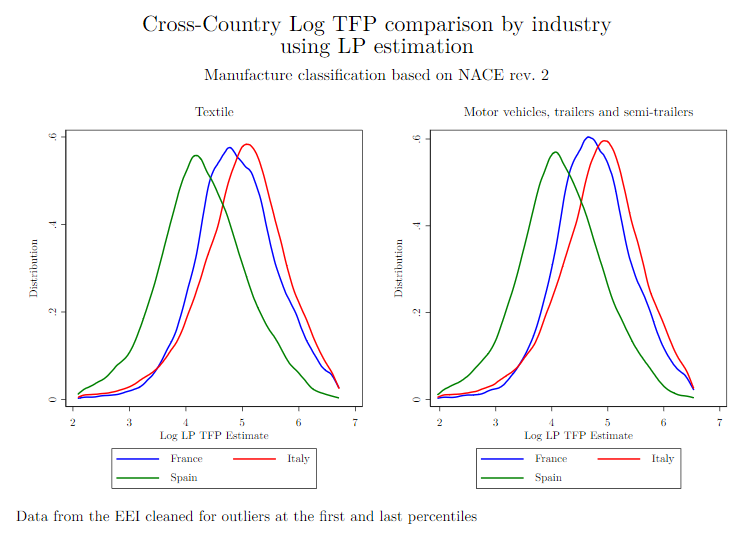 Cross-Country Log TFP comparison by industry
using LP estimation
Manufacture classification based on NACE rev. 2
Textile
Distribution
0
.2
.4
.6
2 3 4 5 6 7
Log LP TFP Estimate
France Italy
Spain
Motor vehicles, trailers and semi-trailers
Distribution
0
.2
.4
.6
2 3 4 5 6 7
Log LP TFP Estimate
France Italy
Spain
Data from the EEI cleaned for outliers at the first and last percentiles